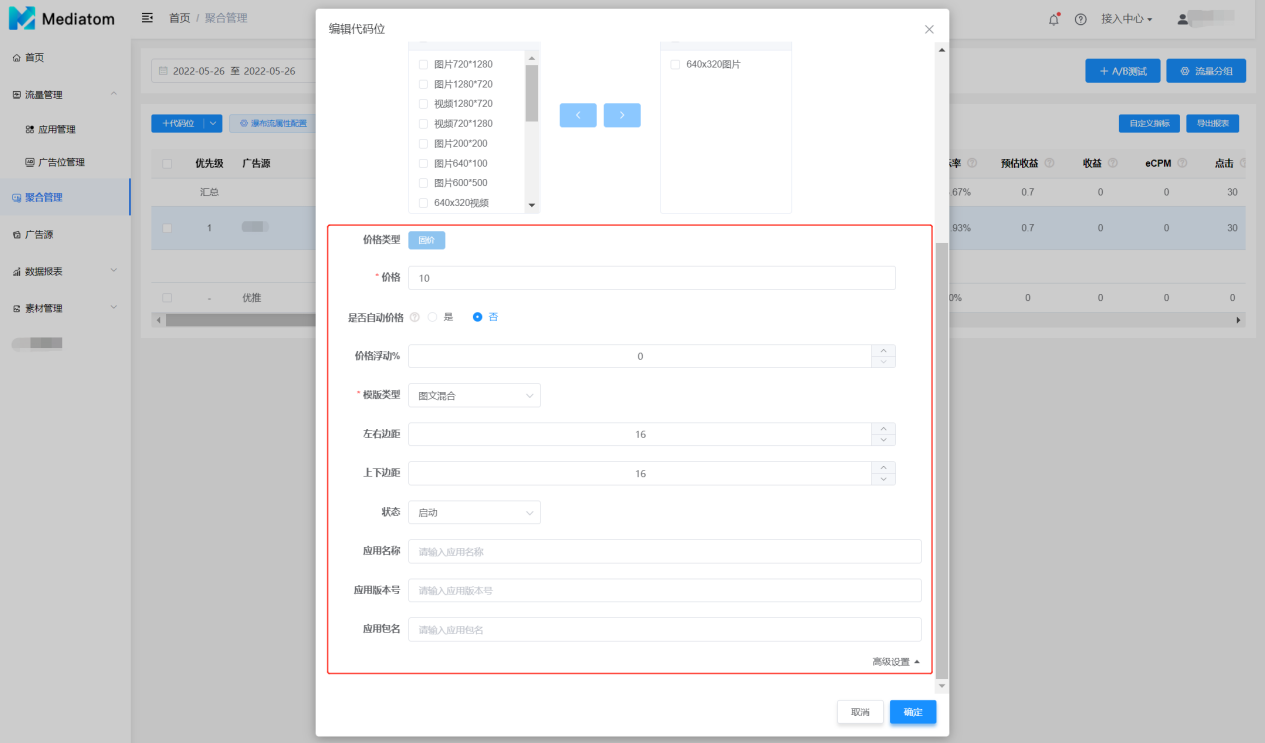 Mediatom
首页 / 聚合管理
接入中心
首页
流量管理
应用管理
广告位管理
聚合管理
广告源
数据报表
素材管理
2022-05-26 至 2022-05-26
+ A/B测试
流量分组
+代码位
瀑布流属性配置
自定义指标
导出报表
优先级 广告源
率 预估收益 收益 eCPM 点击
汇总
.67% 0.7 0 0 30
1
.93% 0.7 0 0 30
- 优推
0% 0 0 0 0
编辑代码位
图片720*1280
图片1280*720
视频1280*720
视频720*1280
图片200*200
图片640*100
图片600*500
640x320视频
640x320图片
价格类型 固价
* 价格 10
是否自动价格 是 否
价格浮动% 0
* 模版类型 图文混合
左右边距 16
上下边距 16
状态 启动
应用名称 请输入应用名称
应用版本号 请输入应用版本号
应用包名 请输入应用包名
高级设置
取消 确定